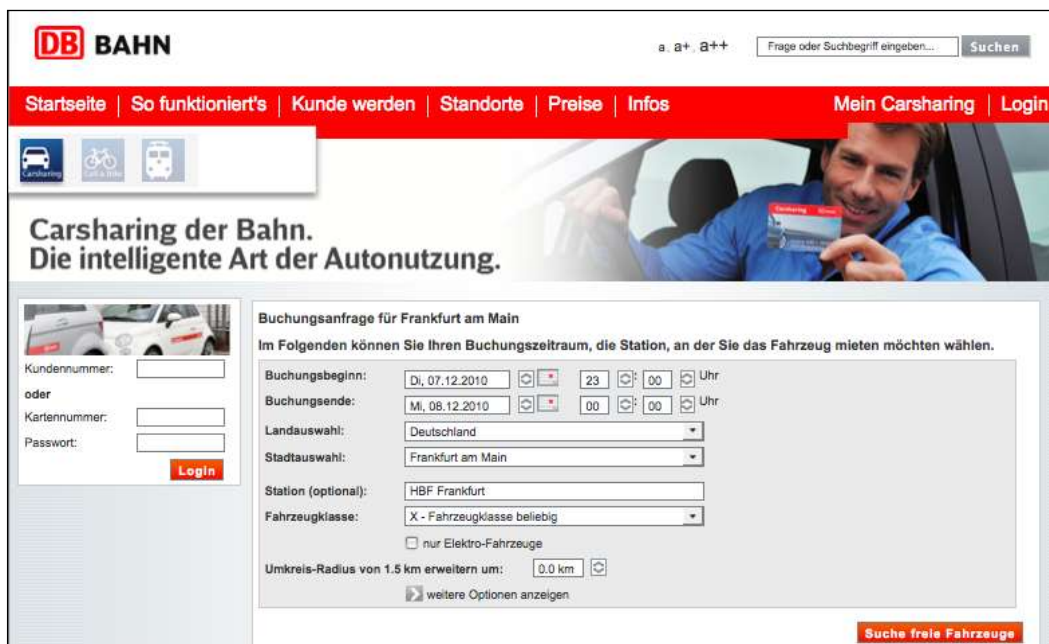 DB BAHN
a, a+, a++
Frage oder Suchbegriff eingeben...
Suchen
Startseite | So funktioniert's | Kunde werden | Standorte | Preise | Infos
Mein Carsharing | Login
Carsharing
Call a Bike
Carsharing
Carsharing der Bahn.
Die intelligente Art der Autonutzung.
Kundennummer:
oder
Kartennummer:
Passwort:
Login
Buchungsanfrage für Frankfurt am Main
Im Folgenden können Sie Ihren Buchungszeitraum, die Station, an der Sie das Fahrzeug mieten möchten wählen.
Buchungsbeginn: Di, 07.12.2010 23 : 00 Uhr
Buchungsende: Mi, 08.12.2010 00 : 00 Uhr
Landauswahl: Deutschland
Stadtauswahl: Frankfurt am Main
Station (optional): HBF Frankfurt
Fahrzeugklasse: X - Fahrzeugklasse beliebig
nur Elektro-Fahrzeuge
Umkreis-Radius von 1.5 km erweitern um: 0.0 km
weitere Optionen anzeigen
Suche freie Fahrzeuge